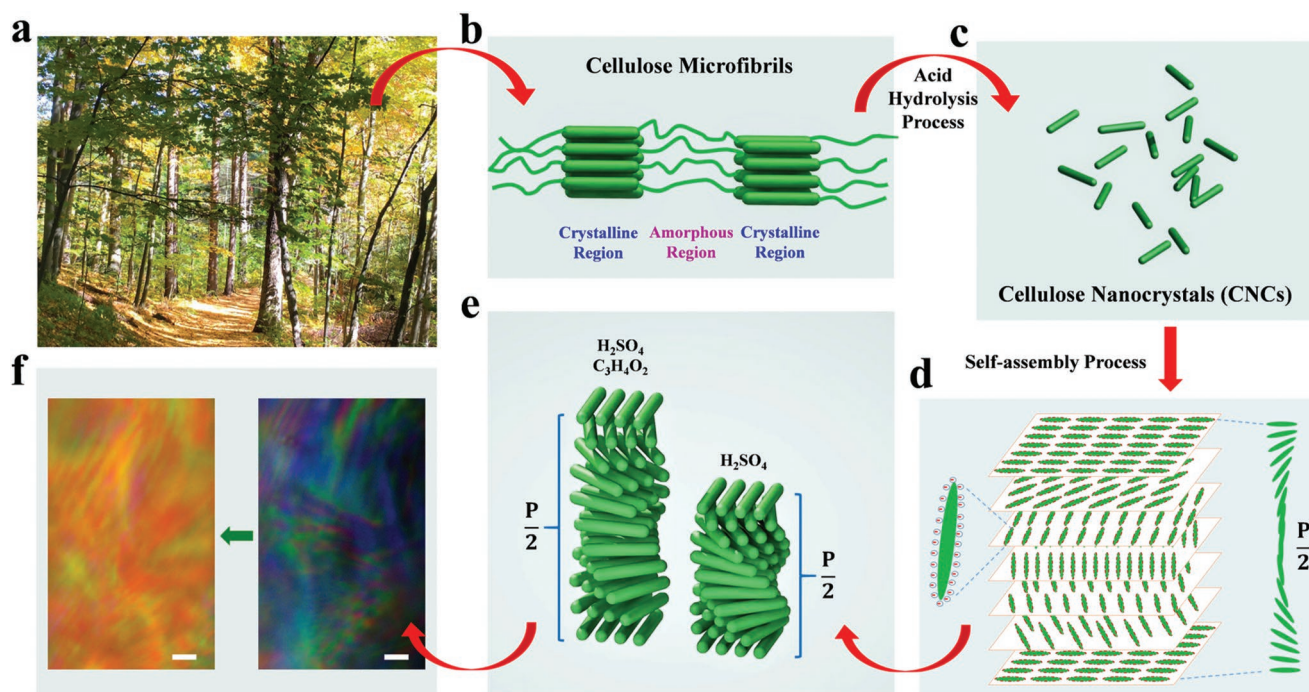 a
b
Cellulose Microfibrils
Crystalline Region
Amorphous Region
Crystalline Region
Acid
Hydrolysis
Process
c
Cellulose Nanocrystals (CNCs)
Self-assembly Process
d
P
2
e
H₂SO₄
C₃H₄O₂
P
2
H₂SO₄
P
2
f